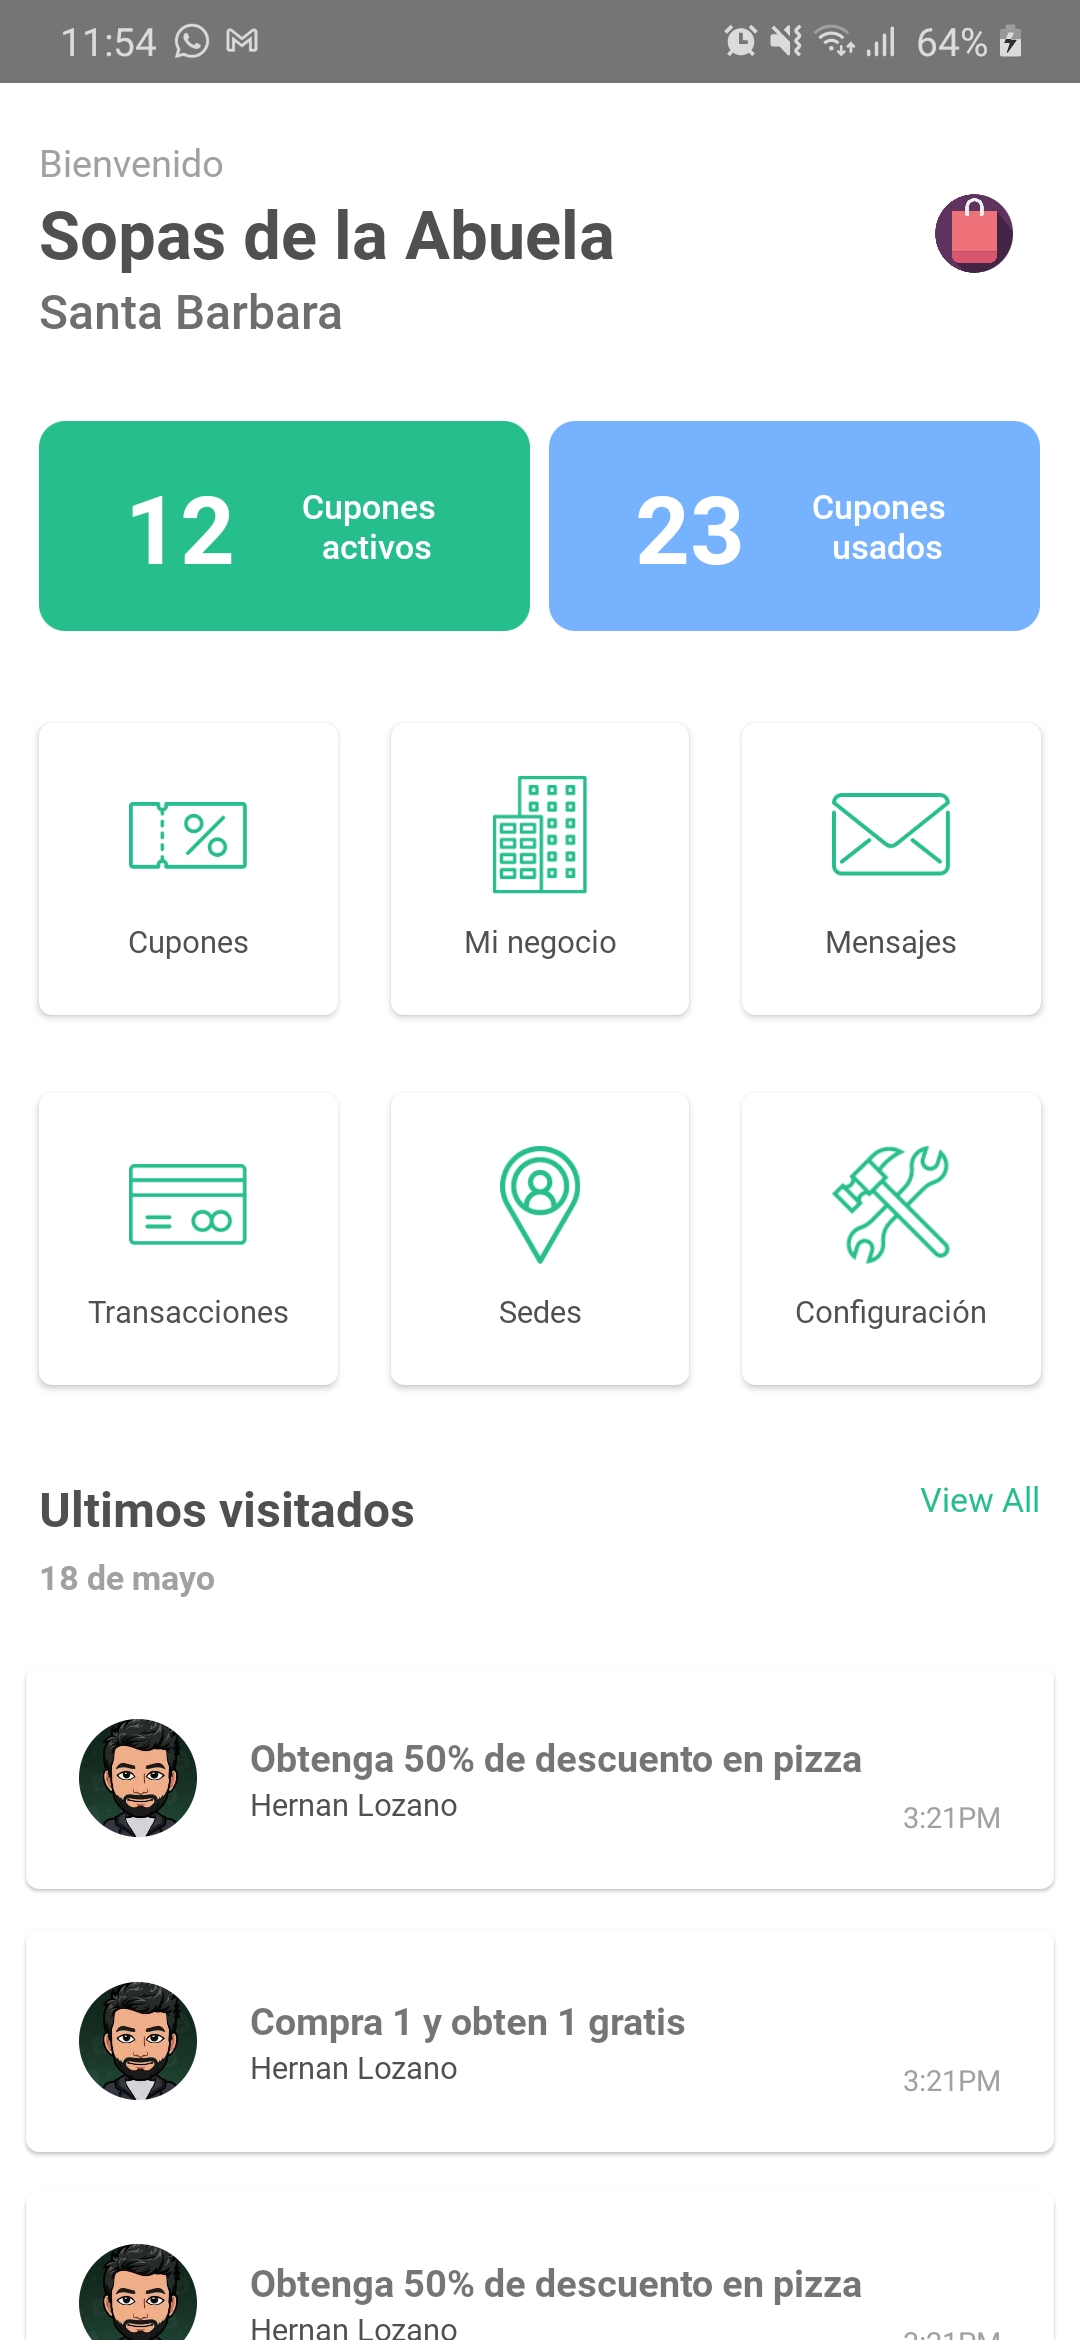 11:54
64%
Bienvenido
Sopas de la Abuela
Santa Barbara
12
Cupones
activos
23
Cupones
usados
Cupones
Mi negocio
Mensajes
Transacciones
Sedes
Configuración
Ultimos visitados
View All
18 de mayo
Obtenga 50% de descuento en pizza
Hernan Lozano
3:21PM
Compra 1 y obten 1 gratis
Hernan Lozano
3:21PM
Obtenga 50% de descuento en pizza
Hernan Lozano
3:21PM